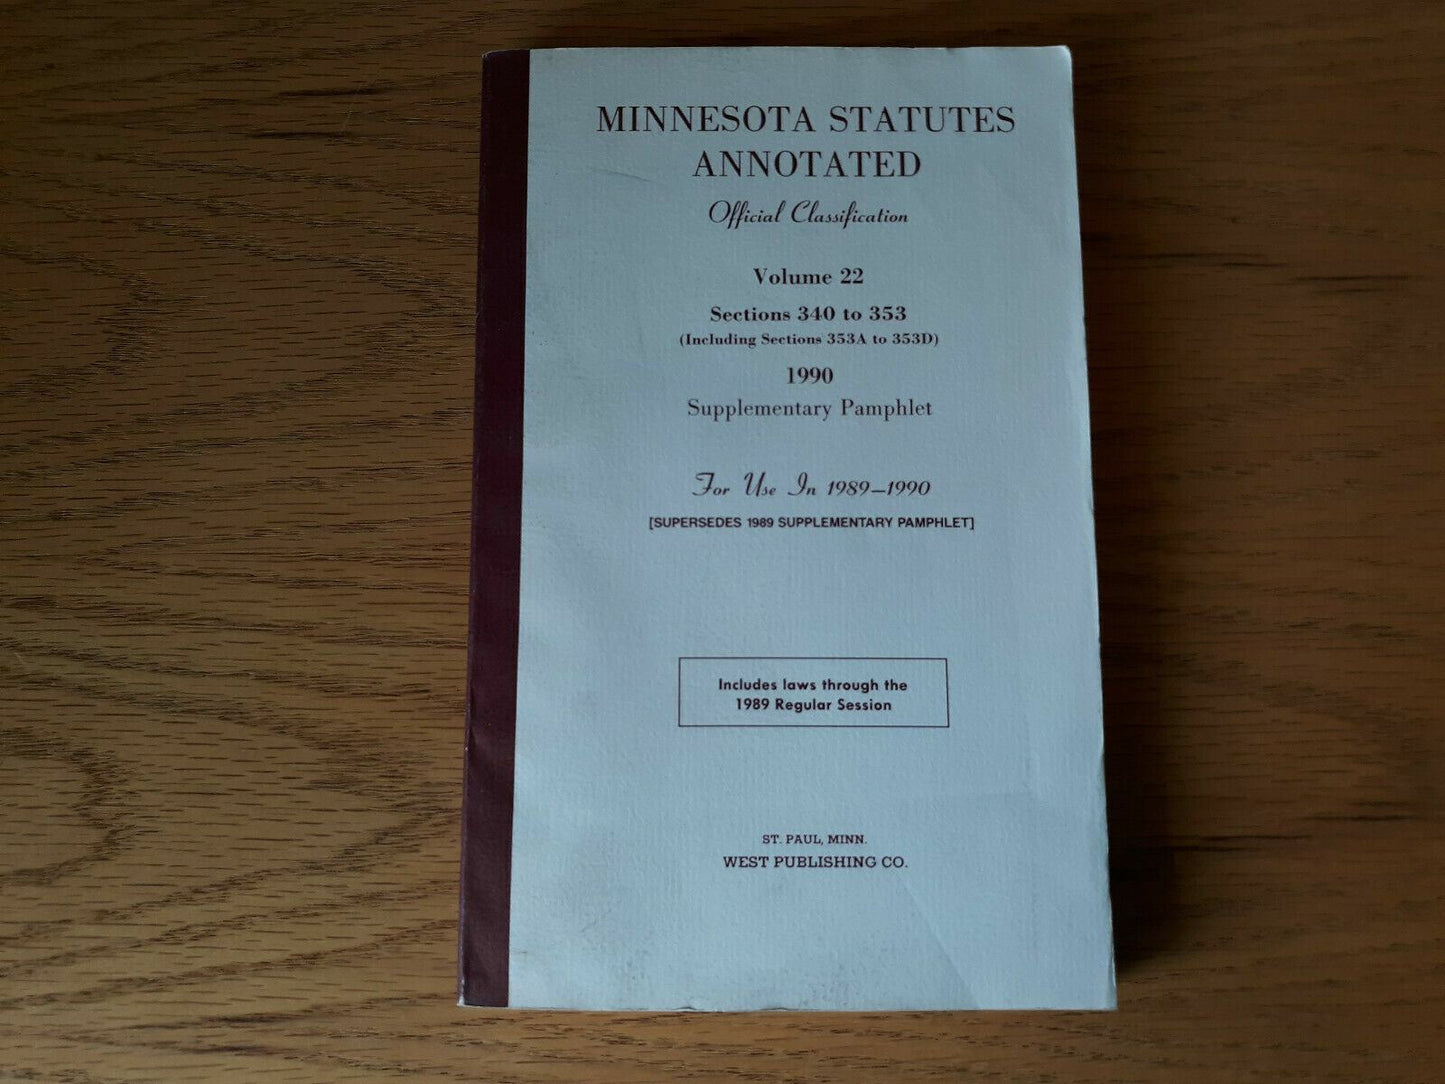 MINNESOTA STATUTES
ANNOTATED
Official Classification
Volume 22
Sections 340 to 353
(Including Sections 353A to 353D)
1990
Supplementary Pamphlet
For Use In 1989–1990
[SUPERSEDES 1989 SUPPLEMENTARY PAMPHLET]
Includes laws through the
1989 Regular Session
ST. PAUL, MINN.
WEST PUBLISHING CO.